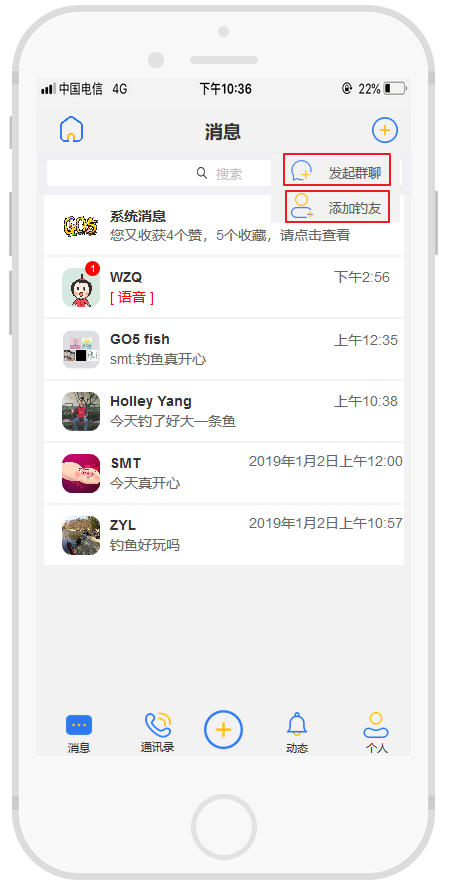 中国电信 4G 下午10:36 22%
消息
搜索
发起群聊
添加钓友
GO5
系统消息
您又收获4个赞，5个收藏，请点击查看
1
WZQ 下午2:56
[ 语音 ]
GO5 fish 上午12:35
smt:钓鱼真开心
Holley Yang 上午10:38
今天钓了好大一条鱼
SMT 2019年1月2日上午12:00
今天真开心
ZYL 2019年1月2日上午10:57
钓鱼好玩吗
消息 通讯录 动态 个人